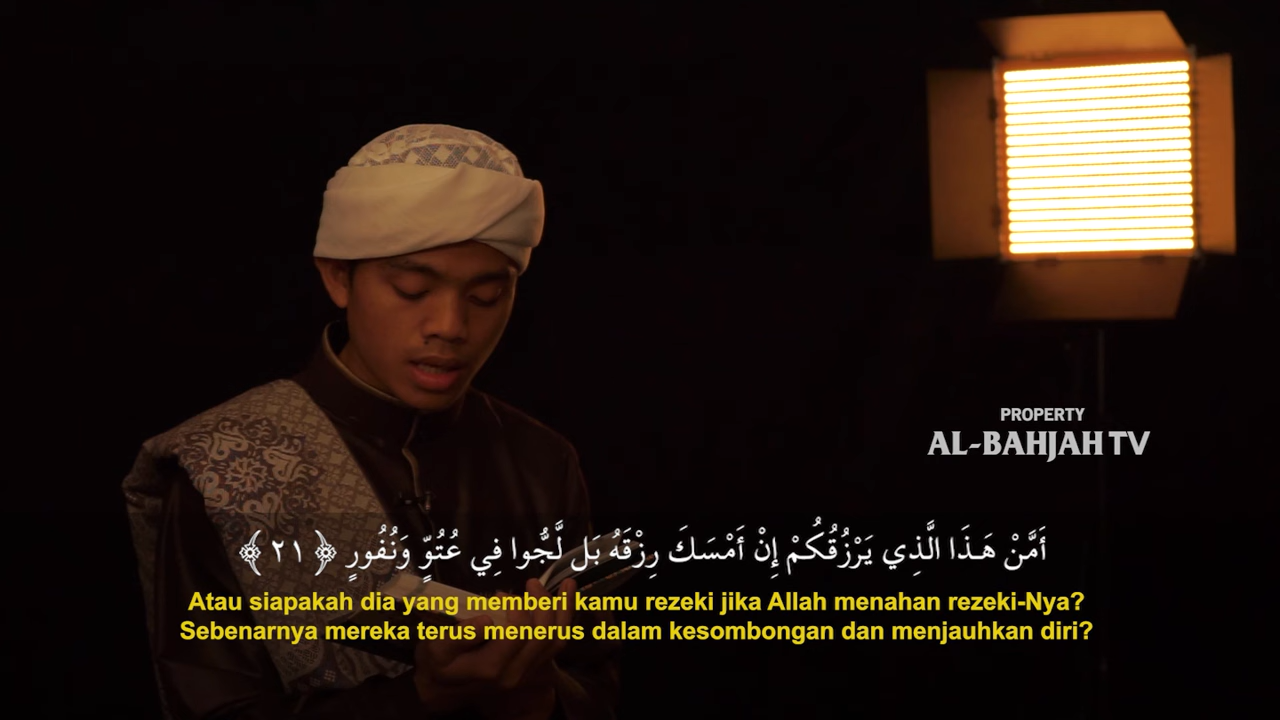 PROPERTY
AL-BAHJAH TV
أَمَّنْ هَـٰذَا الَّذِي يَرْزُقُكُمْ إِنْ أَمْسَكَ رِزْقَهُ بَل لَّجُّوا فِي عُتُوٍّ وَنُفُورٍ ﴿٢١﴾
Atau siapakah dia yang memberi kamu rezeki jika Allah menahan rezeki-Nya?
Sebenarnya mereka terus menerus dalam kesombongan dan menjauhkan diri?